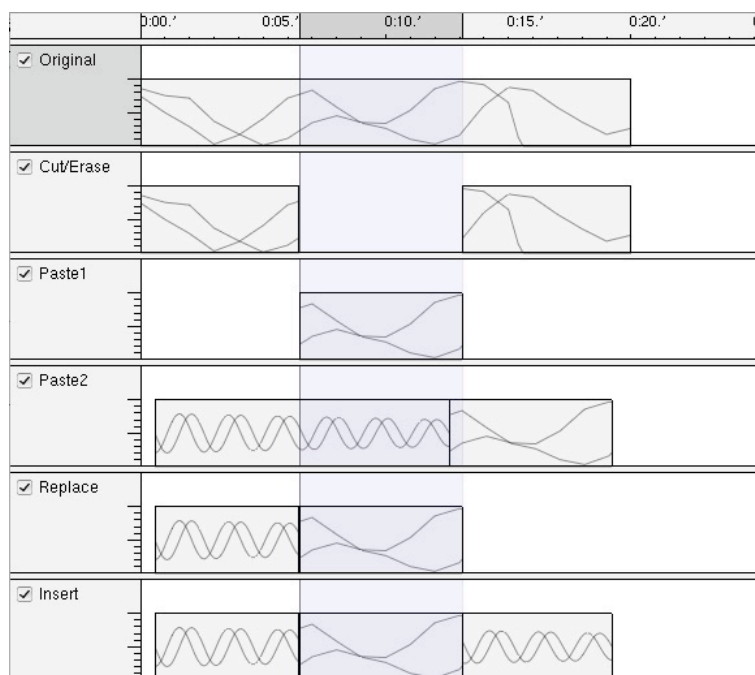 0:00.′ 0:05.′ 0:10.′ 0:15.′ 0:20.′
Original
Cut/Erase
Paste1
Paste2
Replace
Insert